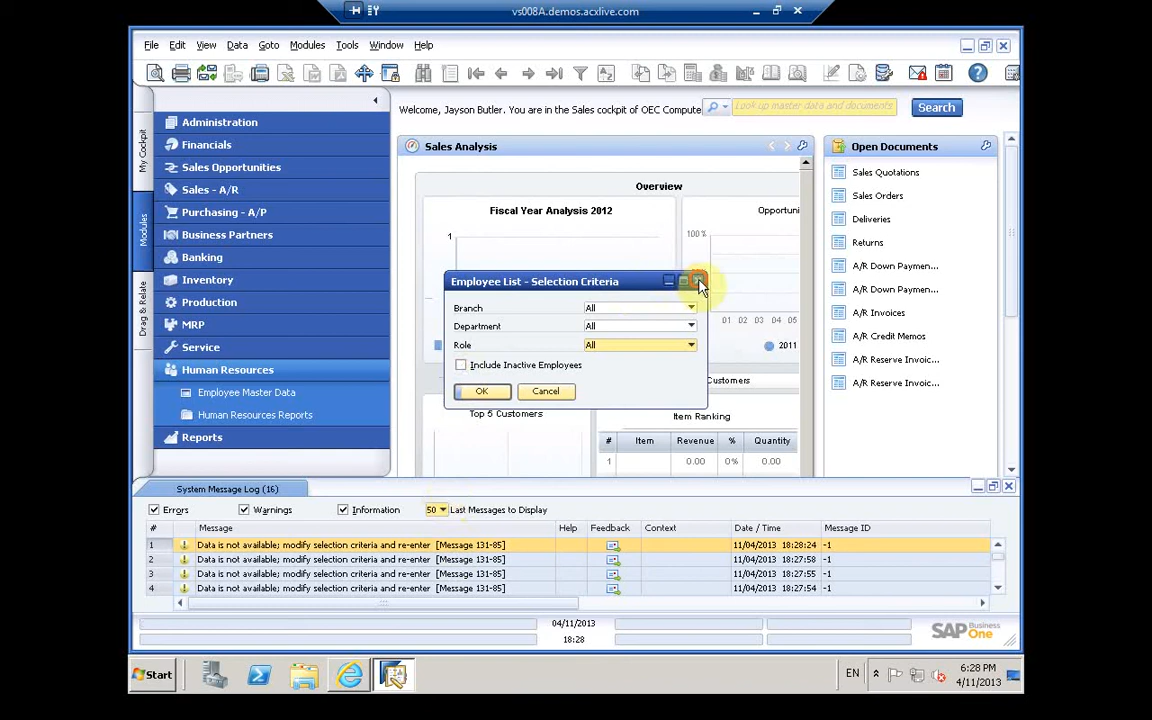 vs008A.demos.acxlive.com
File Edit View Data Goto Modules Tools Window Help
Welcome, Jayson Butler. You are in the Sales cockpit of OEC Compute
Look up master data and documents
Search
My Cockpit
Modules
Drag & Relate
Administration
Financials
Sales Opportunities
Sales - A/R
Purchasing - A/P
Business Partners
Banking
Inventory
Production
MRP
Service
Human Resources
Employee Master Data
Human Resources Reports
Reports
Sales Analysis
Overview
Fiscal Year Analysis 2012
Opportuni
1
100 %
01 02 03 04 05
2011
Employee List - Selection Criteria
Branch All
Department All
Role All
Include Inactive Employees
OK Cancel
Customers
Top 5 Customers
Item Ranking
# Item Revenue % Quantity
1 0.00 0% 0.00
Open Documents
Sales Quotations
Sales Orders
Deliveries
Returns
A/R Down Paymen...
A/R Down Paymen...
A/R Invoices
A/R Credit Memos
A/R Reserve Invoic...
A/R Reserve Invoic...
System Message Log (16)
Errors Warnings Information 50 Last Messages to Display
# Message Help Feedback Context Date / Time Message ID
1 Data is not available; modify selection criteria and re-enter [Message 131-85] 11/04/2013 18:28:24 -1
2 Data is not available; modify selection criteria and re-enter [Message 131-85] 11/04/2013 18:27:58 -1
3 Data is not available; modify selection criteria and re-enter [Message 131-85] 11/04/2013 18:27:55 -1
4 Data is not available; modify selection criteria and re-enter [Message 131-85] 11/04/2013 18:27:54 -1
04/11/2013
18:28
SAP Business One
Start
EN
6:28 PM
4/11/2013